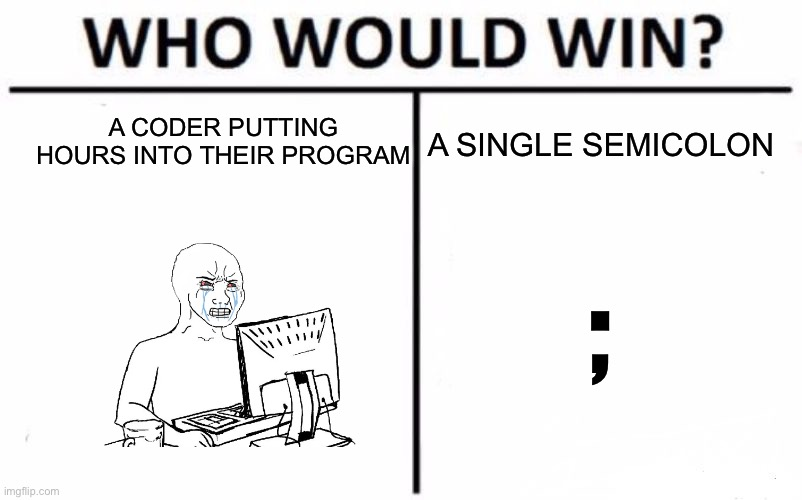 WHO WOULD WIN?
A CODER PUTTING
HOURS INTO THEIR PROGRAM
A SINGLE SEMICOLON
;
imgflip.com